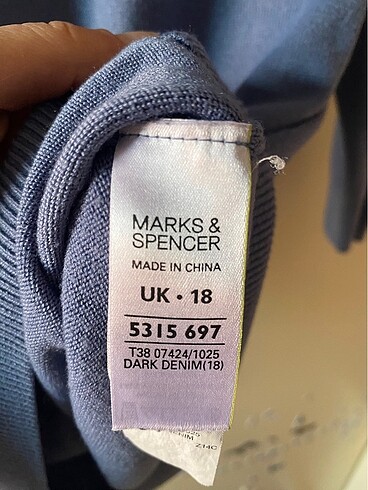 MARKS &
SPENCER
MADE IN CHINA
UK • 18
5315 697
T38 07424/1025
DARK DENIM(18)